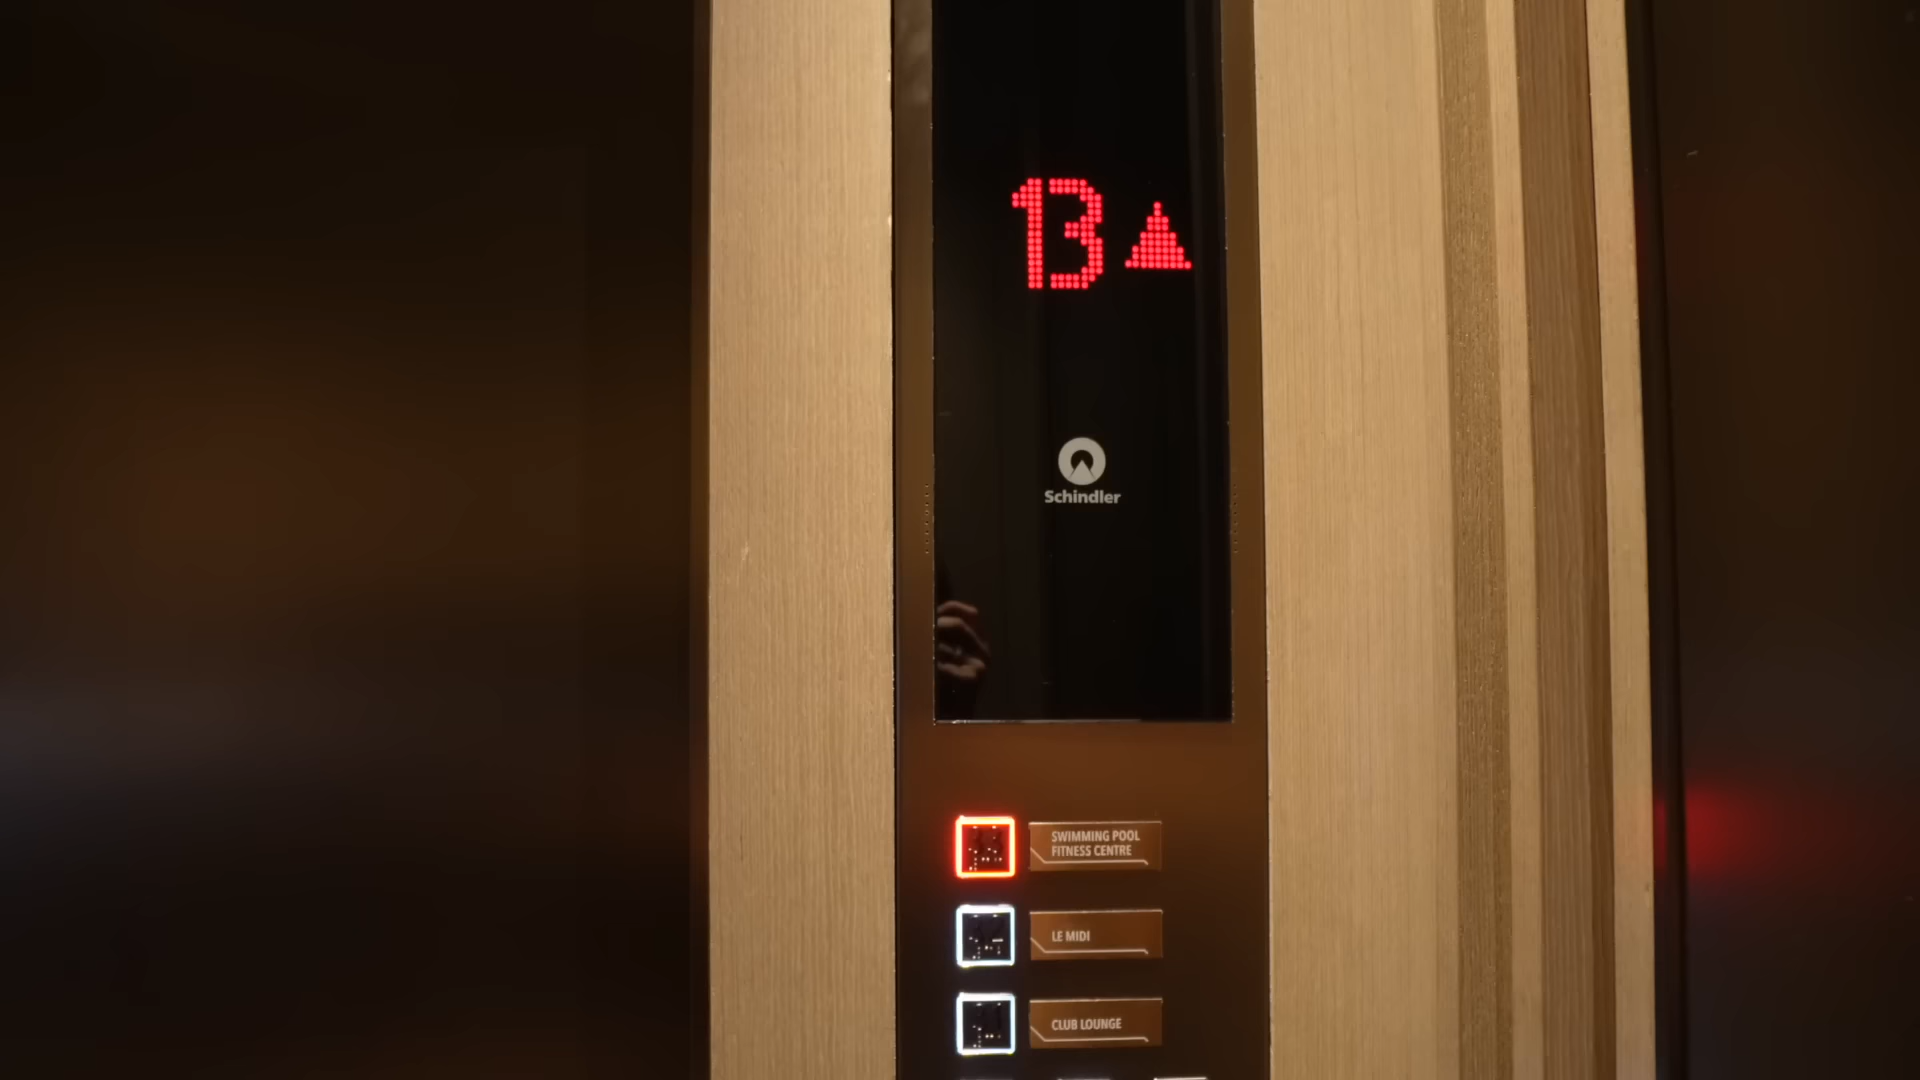 13
Schindler
SWIMMING POOL
FITNESS CENTRE
LE MIDI
CLUB LOUNGE